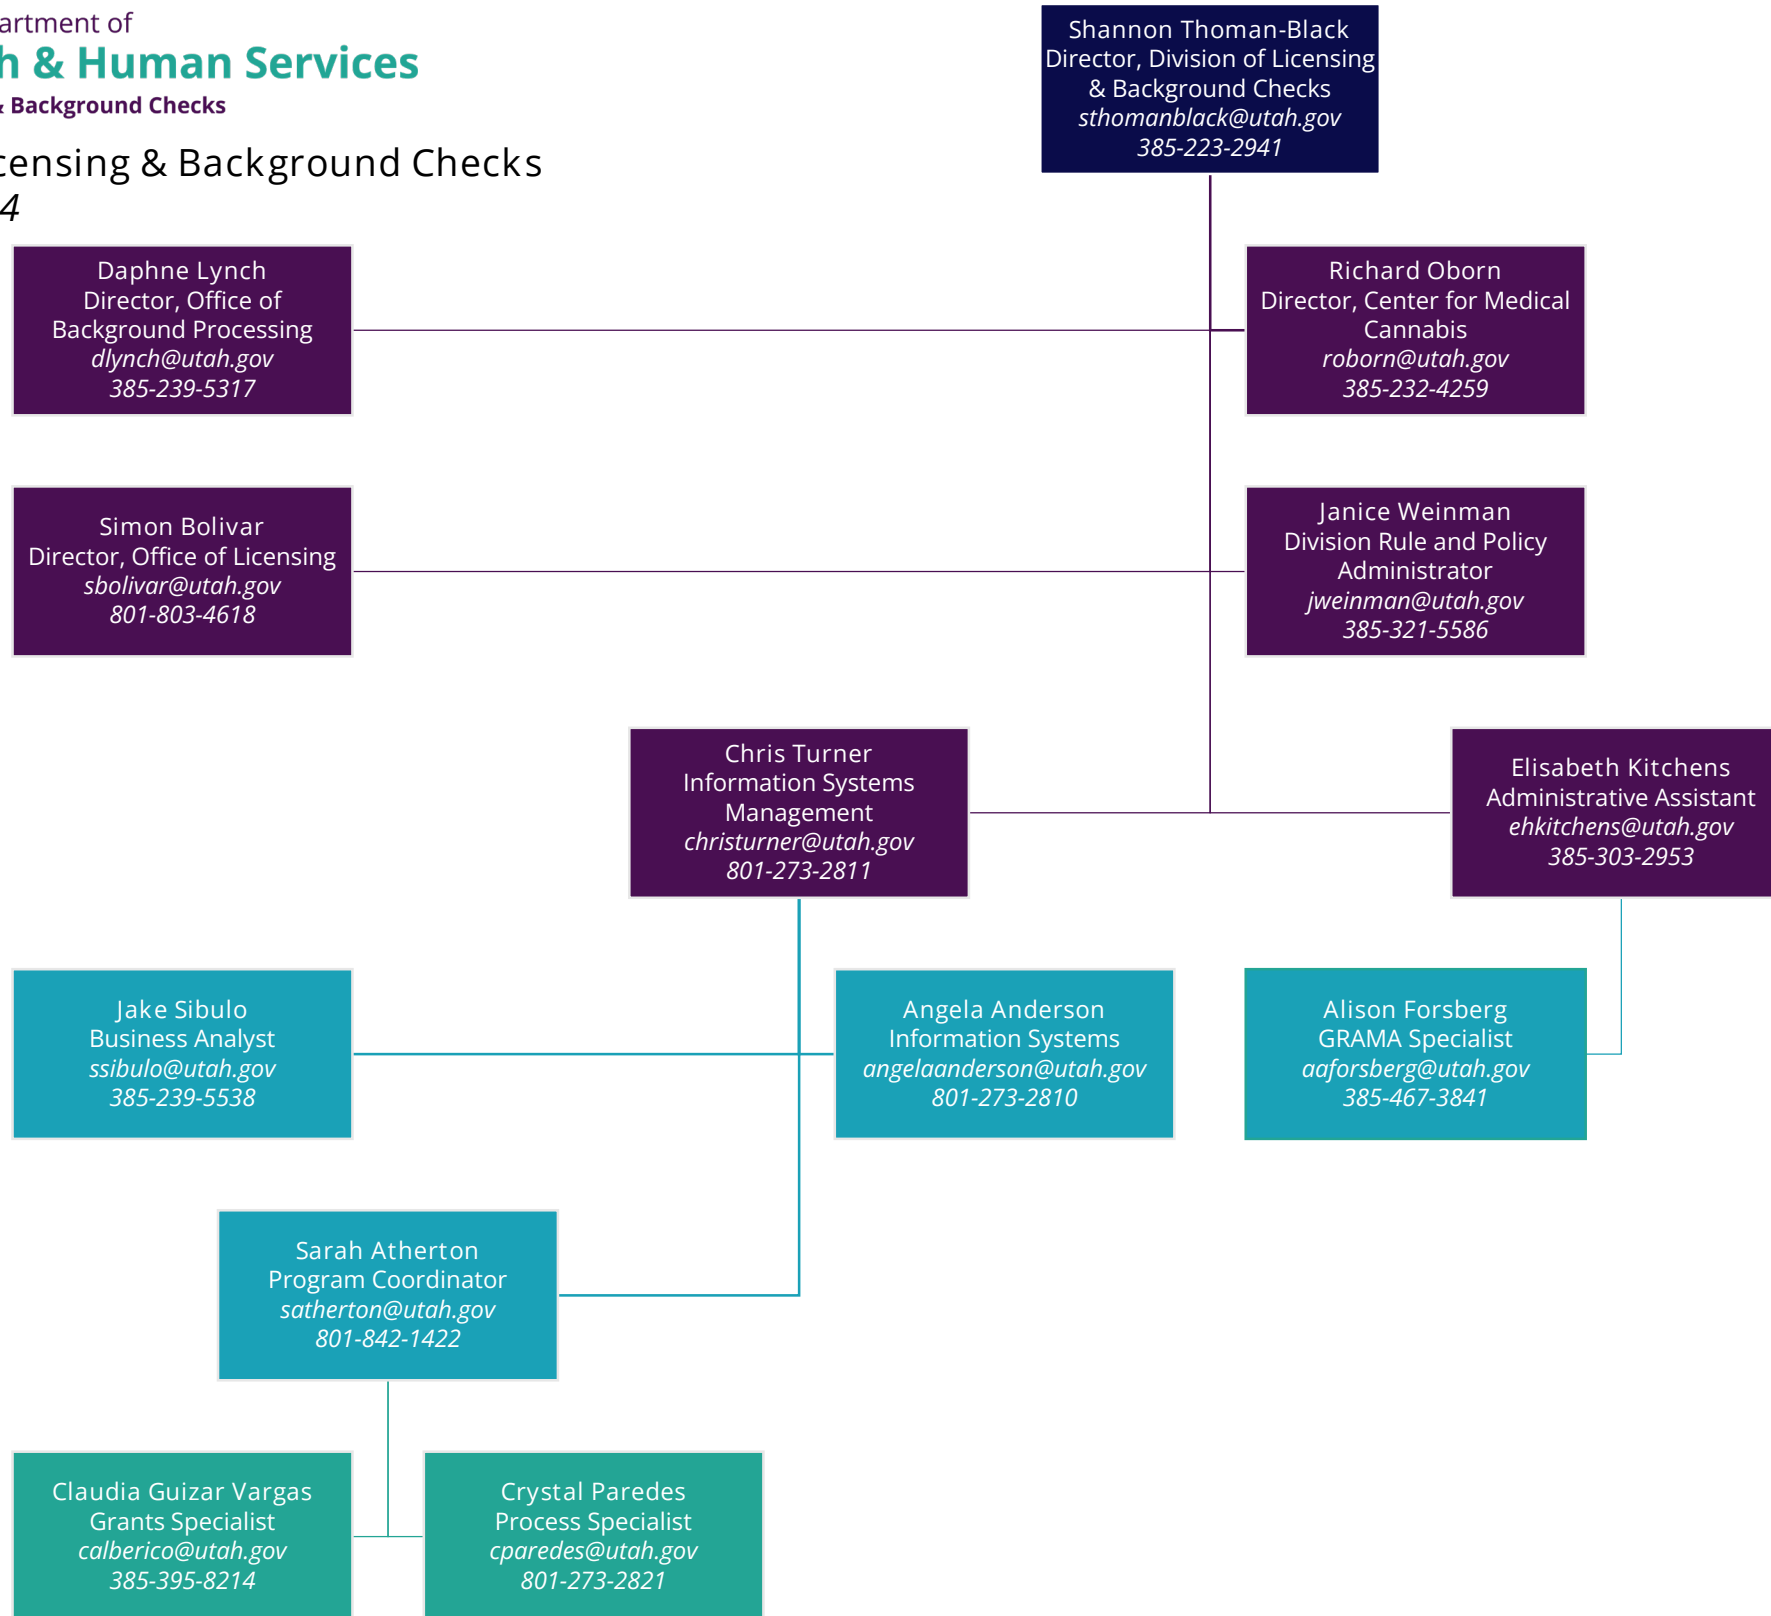 & Human Services
& Background Checks
& Background Checks
Shannon Thoman-Black
Director, Division of Licensing
& Background Checks
sthomanblack@utah.gov
385-223-2941
Daphne Lynch
Director, Office of
Background Processing
dlynch@utah.gov
385-239-5317
Richard Oborn
Director, Center for Medical
Cannabis
roborn@utah.gov
385-232-4259
Simon Bolivar
Director, Office of Licensing
sbolivar@utah.gov
801-803-4618
Janice Weinman
Division Rule and Policy
Administrator
jweinman@utah.gov
385-321-5586
Chris Turner
Information Systems
Management
christurner@utah.gov
801-273-2811
Elisabeth Kitchens
Administrative Assistant
ehkitchens@utah.gov
385-303-2953
Jake Sibulo
Business Analyst
ssibulo@utah.gov
385-239-5538
Angela Anderson
Information Systems
angelaanderson@utah.gov
801-273-2810
Alison Forsberg
GRAMA Specialist
aaforsberg@utah.gov
385-467-3841
Sarah Atherton
Program Coordinator
satherton@utah.gov
801-842-1422
Claudia Guizar Vargas
Grants Specialist
calberico@utah.gov
385-395-8214
Crystal Paredes
Process Specialist
cparedes@utah.gov
801-273-2821